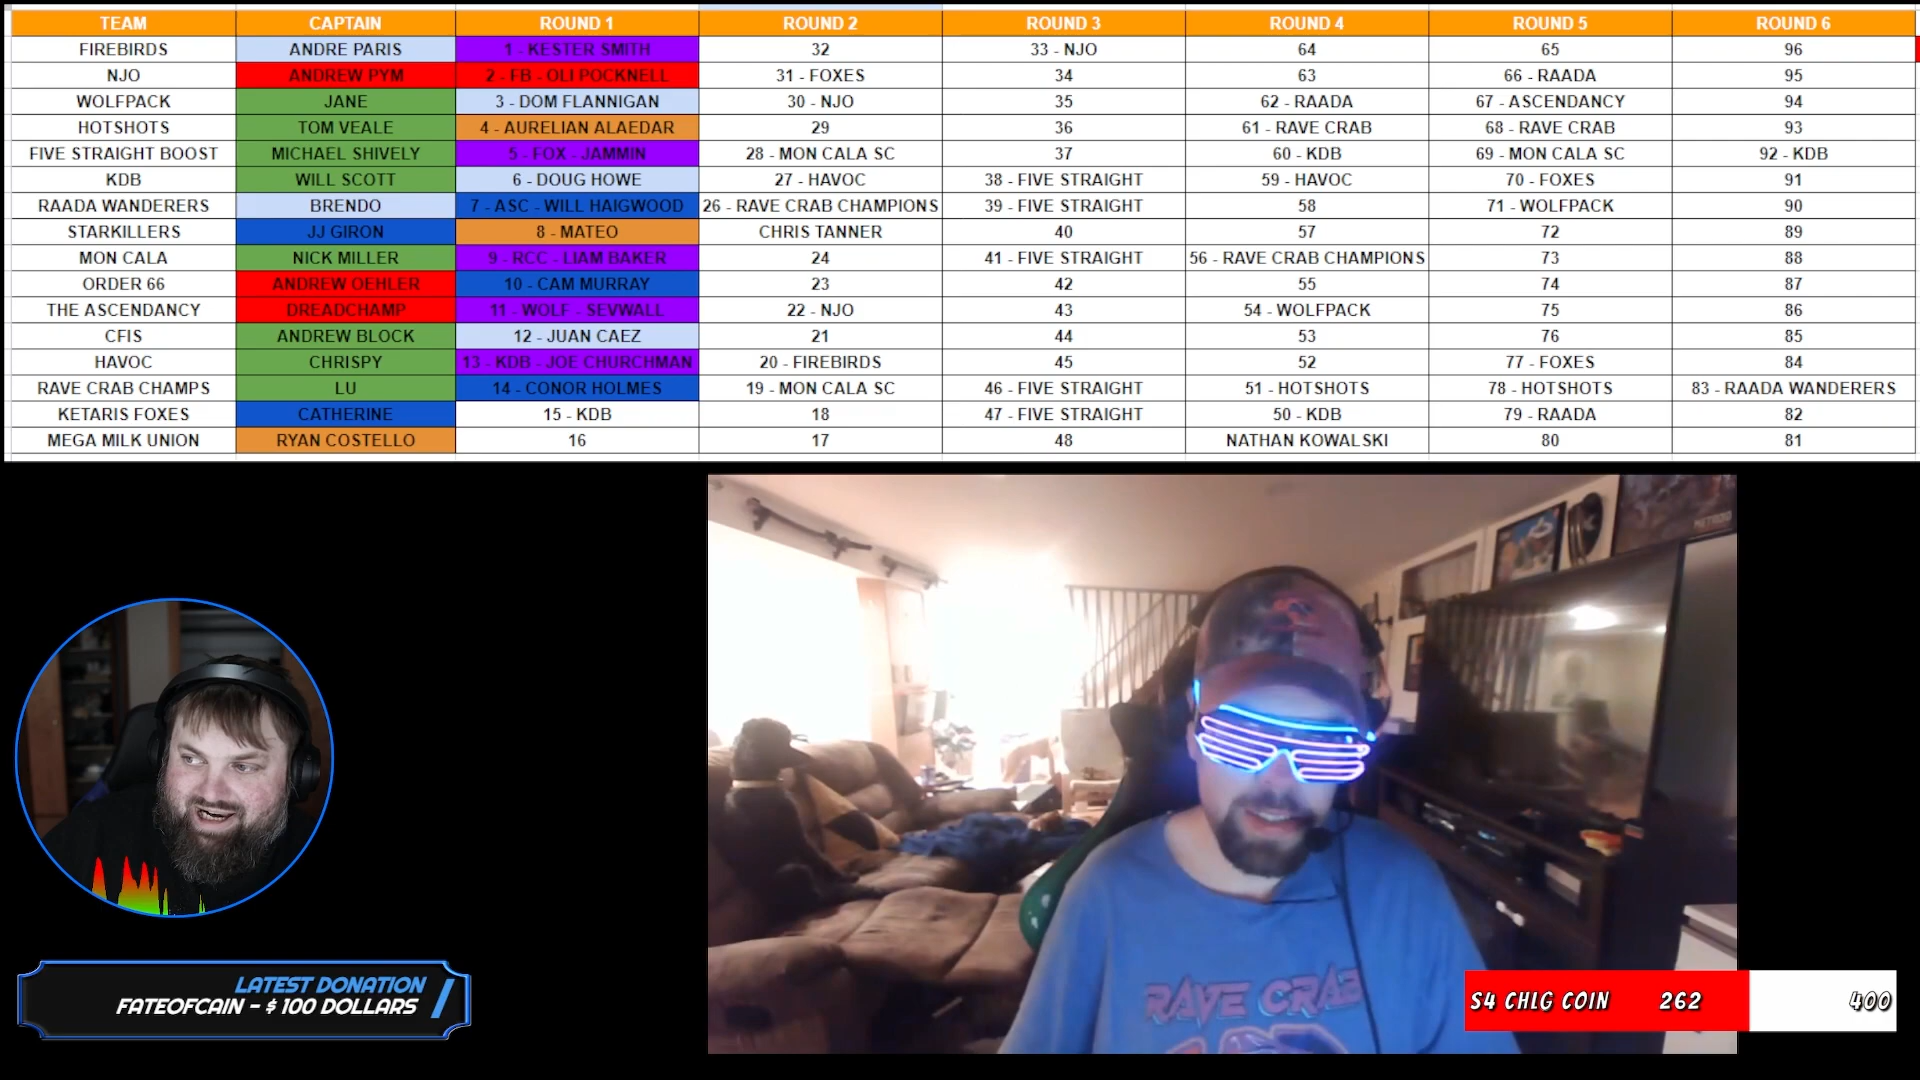 TEAM CAPTAIN ROUND 1 ROUND 2 ROUND 3 ROUND 4 ROUND 5 ROUND 6
FIREBIRDS ANDRE PARIS 1 - KESTER SMITH 32 33 - NJO 64 65 96
NJO ANDREW PYM 2 - FB - OLI POCKNELL 31 - FOXES 34 63 66 - RAADA 95
WOLFPACK JANE 3 - DOM FLANNIGAN 30 - NJO 35 62 - RAADA 67 - ASCENDANCY 94
HOTSHOTS TOM VEALE 4 - AURELIAN ALAEDAR 29 36 61 - RAVE CRAB 68 - RAVE CRAB 93
FIVE STRAIGHT BOOST MICHAEL SHIVELY 5 - FOX - JAMMIN 28 - MON CALA SC 37 60 - KDB 69 - MON CALA SC 92 - KDB
KDB WILL SCOTT 6 - DOUG HOWE 27 - HAVOC 38 - FIVE STRAIGHT 59 - HAVOC 70 - FOXES 91
RAADA WANDERERS BRENDO 7 - ASC - WILL HAIGWOOD 26 - RAVE CRAB CHAMPIONS 39 - FIVE STRAIGHT 58 71 - WOLFPACK 90
STARKILLERS JJ GIRON 8 - MATEO CHRIS TANNER 40 57 72 89
MON CALA NICK MILLER 9 - RCC - LIAM BAKER 24 41 - FIVE STRAIGHT 56 - RAVE CRAB CHAMPIONS 73 88
ORDER 66 ANDREW OEHLER 10 - CAM MURRAY 23 42 55 74 87
THE ASCENDANCY DREADCHAMP 11 - WOLF - SEVWALL 22 - NJO 43 54 - WOLFPACK 75 86
CFIS ANDREW BLOCK 12 - JUAN CAEZ 21 44 53 76 85
HAVOC CHRISPY 13 - KDB - JOE CHURCHMAN 20 - FIREBIRDS 45 52 77 - FOXES 84
RAVE CRAB CHAMPS LU 14 - CONOR HOLMES 19 - MON CALA SC 46 - FIVE STRAIGHT 51 - HOTSHOTS 78 - HOTSHOTS 83 - RAADA WANDERERS
KETARIS FOXES CATHERINE 15 - KDB 18 47 - FIVE STRAIGHT 50 - KDB 79 - RAADA 82
MEGA MILK UNION RYAN COSTELLO 16 17 48 NATHAN KOWALSKI 80 81
METROID
RAVE CRAB
LATEST DONATION
FATEOFCAIN - $100 DOLLARS
S4 CHLG COIN 262 400